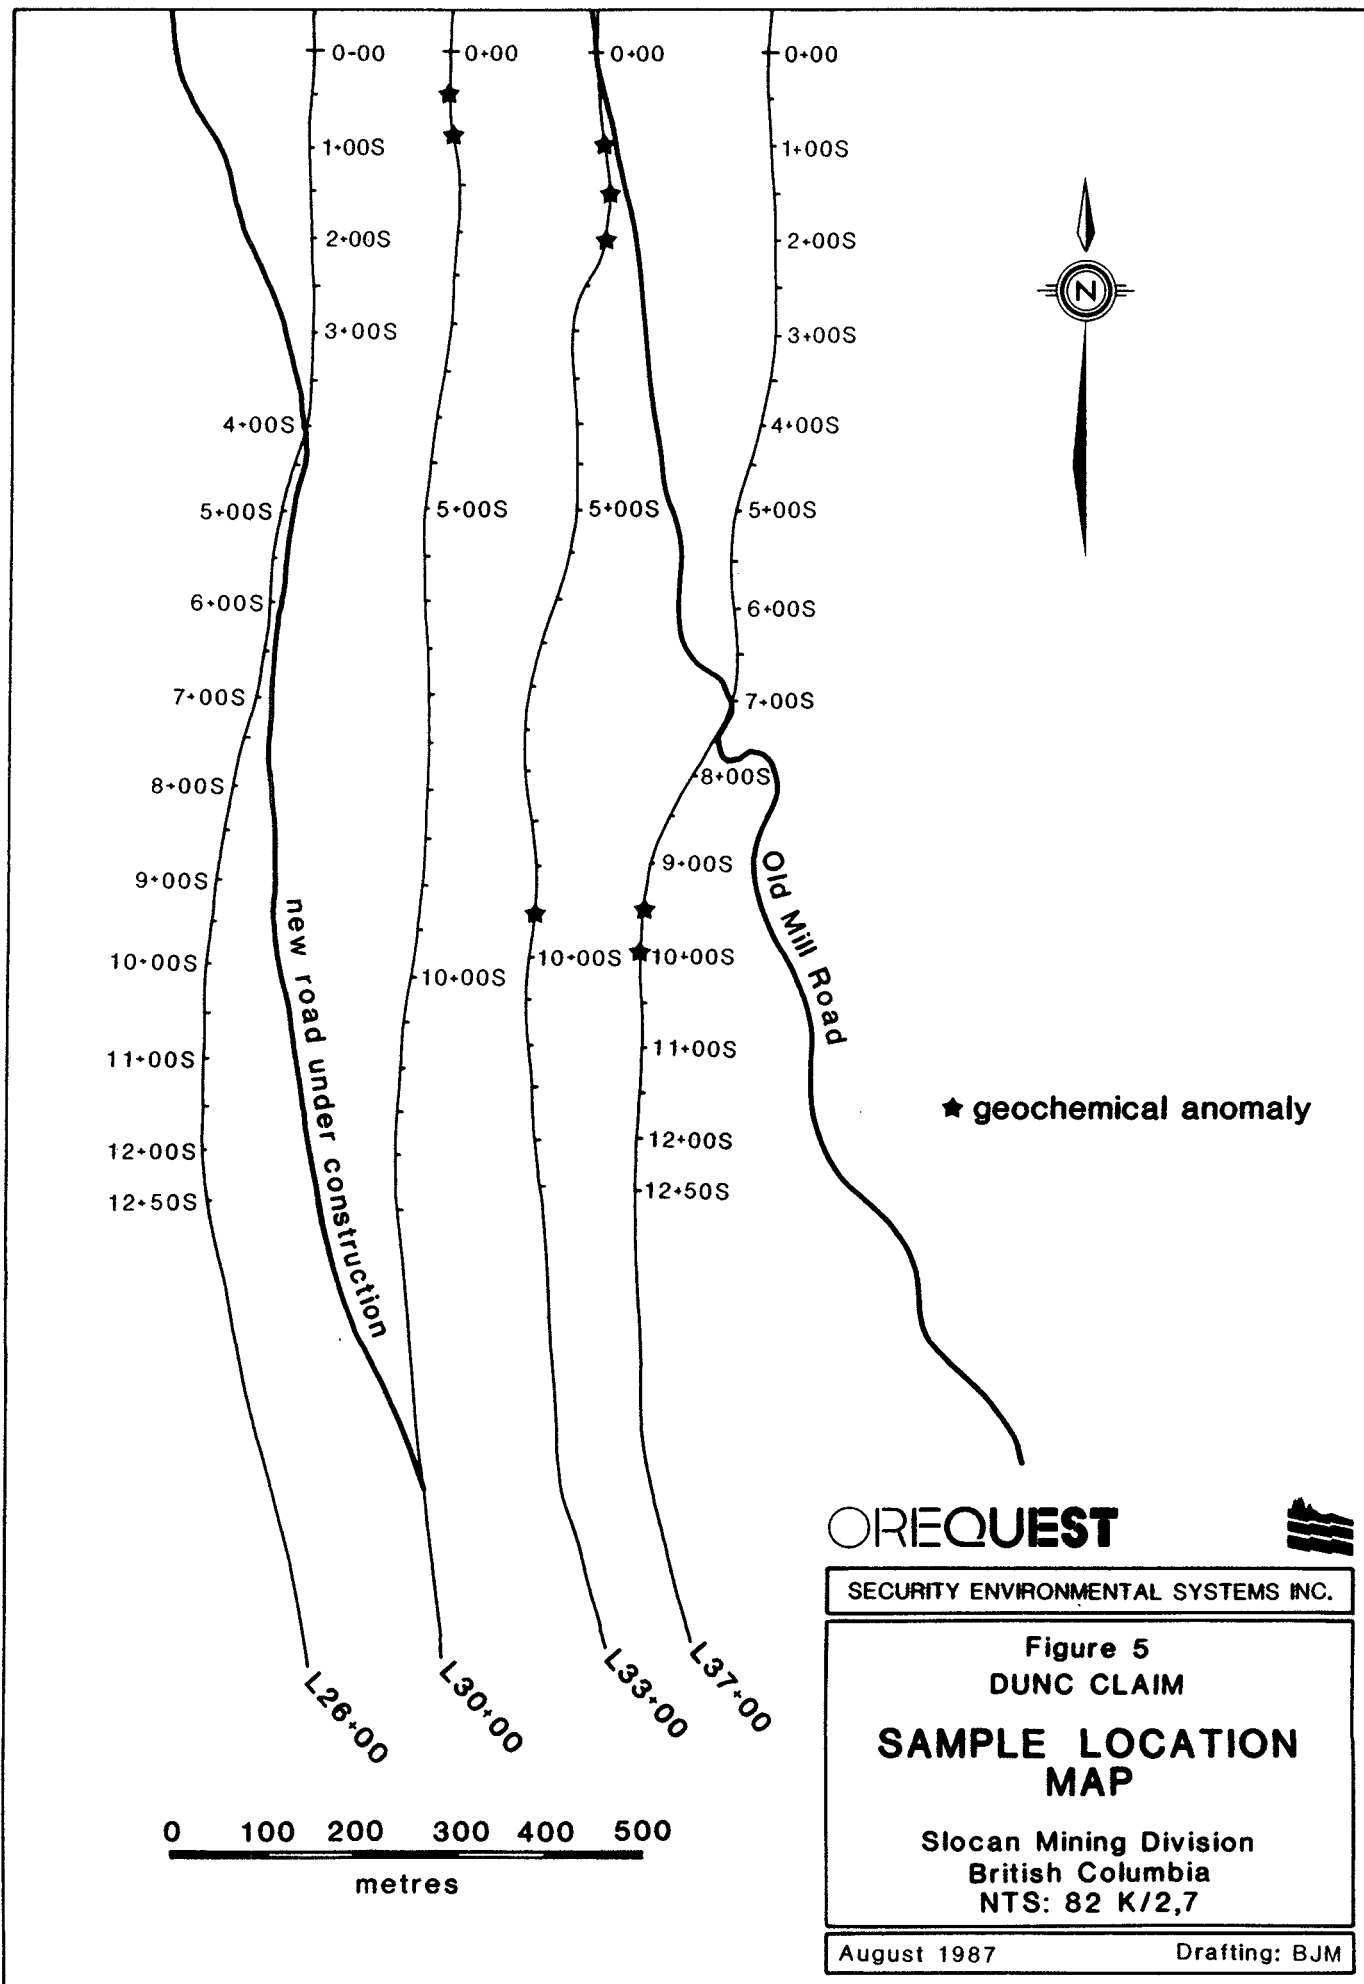 0-00
0+00
0+00
0+00
1+00S
1+00S
2+00S
2+00S
N
3+00S
3+00S
4+00S
4+00S
5+00S
5+00S
5+00S
5+00S
6+00S
6+00S
7+00S
7+00S
8+00S
8+00S
9+00S
9+00S
10+00S
10+00S
10+00S
10+00S
11+00S
11+00S
12+00S
12+00S
12+50S
12+50S
new road under construction
Old Mill Road
geochemical anomaly
L26+00
L30+00
L33+00
L37+00
0 100 200 300 400 500
metres
OREQUEST
SECURITY ENVIRONMENTAL SYSTEMS INC.
Figure 5
DUNC CLAIM
SAMPLE LOCATION
MAP
Slocan Mining Division
British Columbia
NTS: 82 K/2,7
August 1987 Drafting: BJM